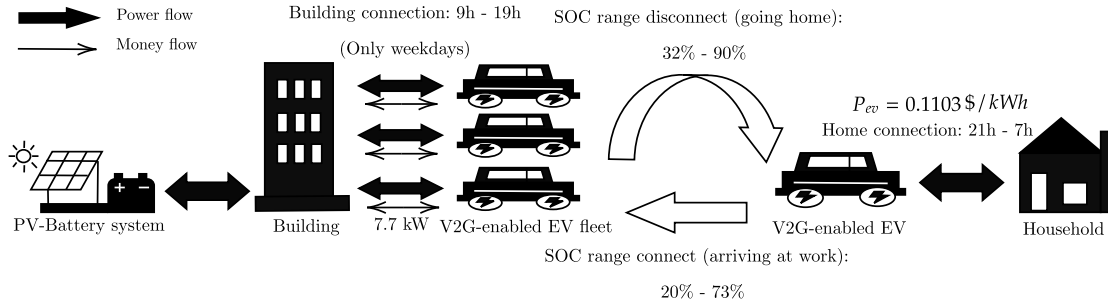 Power flow
Money flow
Building connection: 9h - 19h
(Only weekdays)
SOC range disconnect (going home):
32% - 90%
P_ev = 0.1103 $/kWh
Home connection: 21h - 7h
PV-Battery system
Building
7.7 kW
V2G-enabled EV fleet
V2G-enabled EV
Household
SOC range connect (arriving at work):
20% - 73%